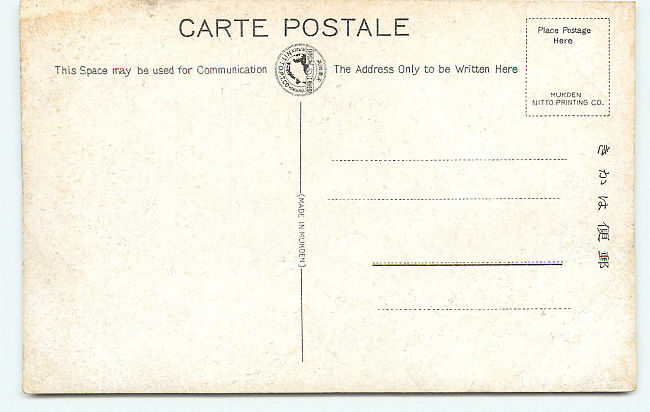 CARTE POSTALE
This Space may be used for Communication
The Address Only to be Written Here
Place Postage
Here
MUKDEN
NITTO PRINTING CO.
(MADE IN MUKDEN)
きかは便郵